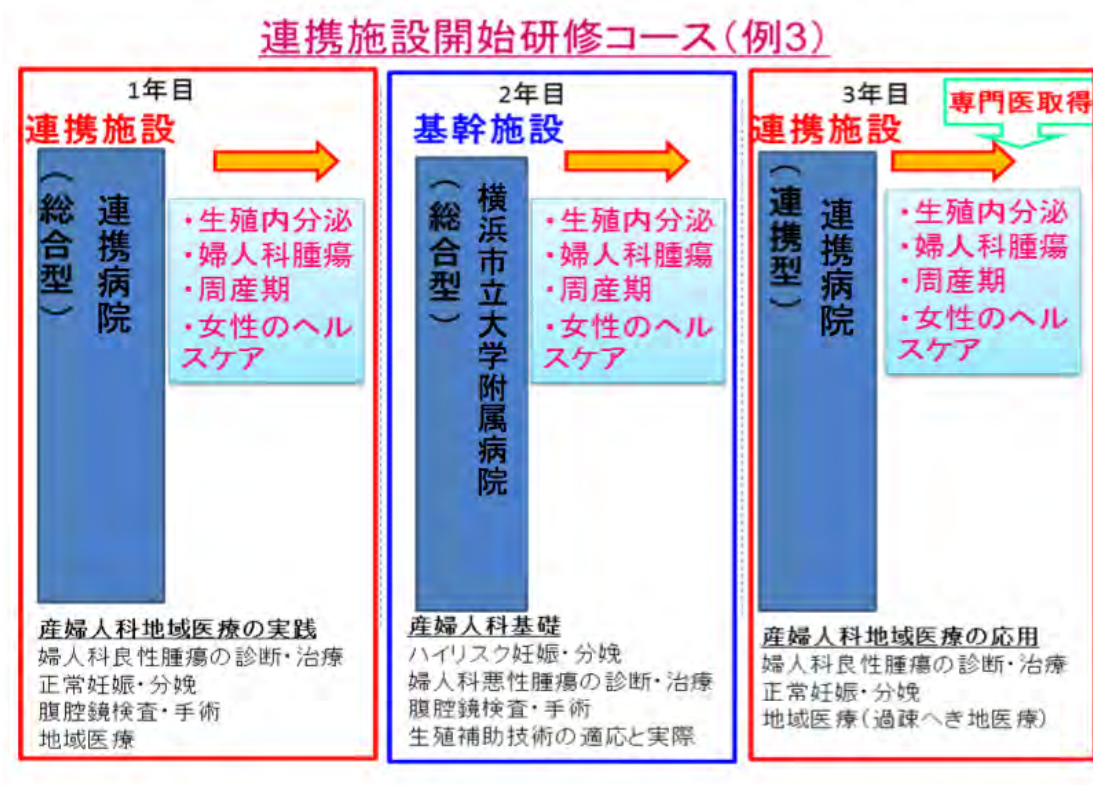 連携施設開始研修コース(例3)
1年目
連携施設
(総合型)
連携病院
・生殖内分泌
・婦人科腫瘍
・周産期
・女性のヘル
スケア
産婦人科地域医療の実践
婦人科良性腫瘍の診断・治療
正常妊娠・分娩
腹腔鏡検査・手術
地域医療
2年目
基幹施設
(総合型)
横浜市立大学附属病院
・生殖内分泌
・婦人科腫瘍
・周産期
・女性のヘル
スケア
産婦人科基礎
ハイリスク妊娠・分娩
婦人科悪性腫瘍の診断・治療
腹腔鏡検査・手術
生殖補助技術の適応と実際
3年目
専門医取得
連携施設
(連携型)
連携病院
・生殖内分泌
・婦人科腫瘍
・周産期
・女性のヘル
スケア
産婦人科地域医療の応用
婦人科良性腫瘍の診断・治療
正常妊娠・分娩
地域医療(過疎へき地医療)